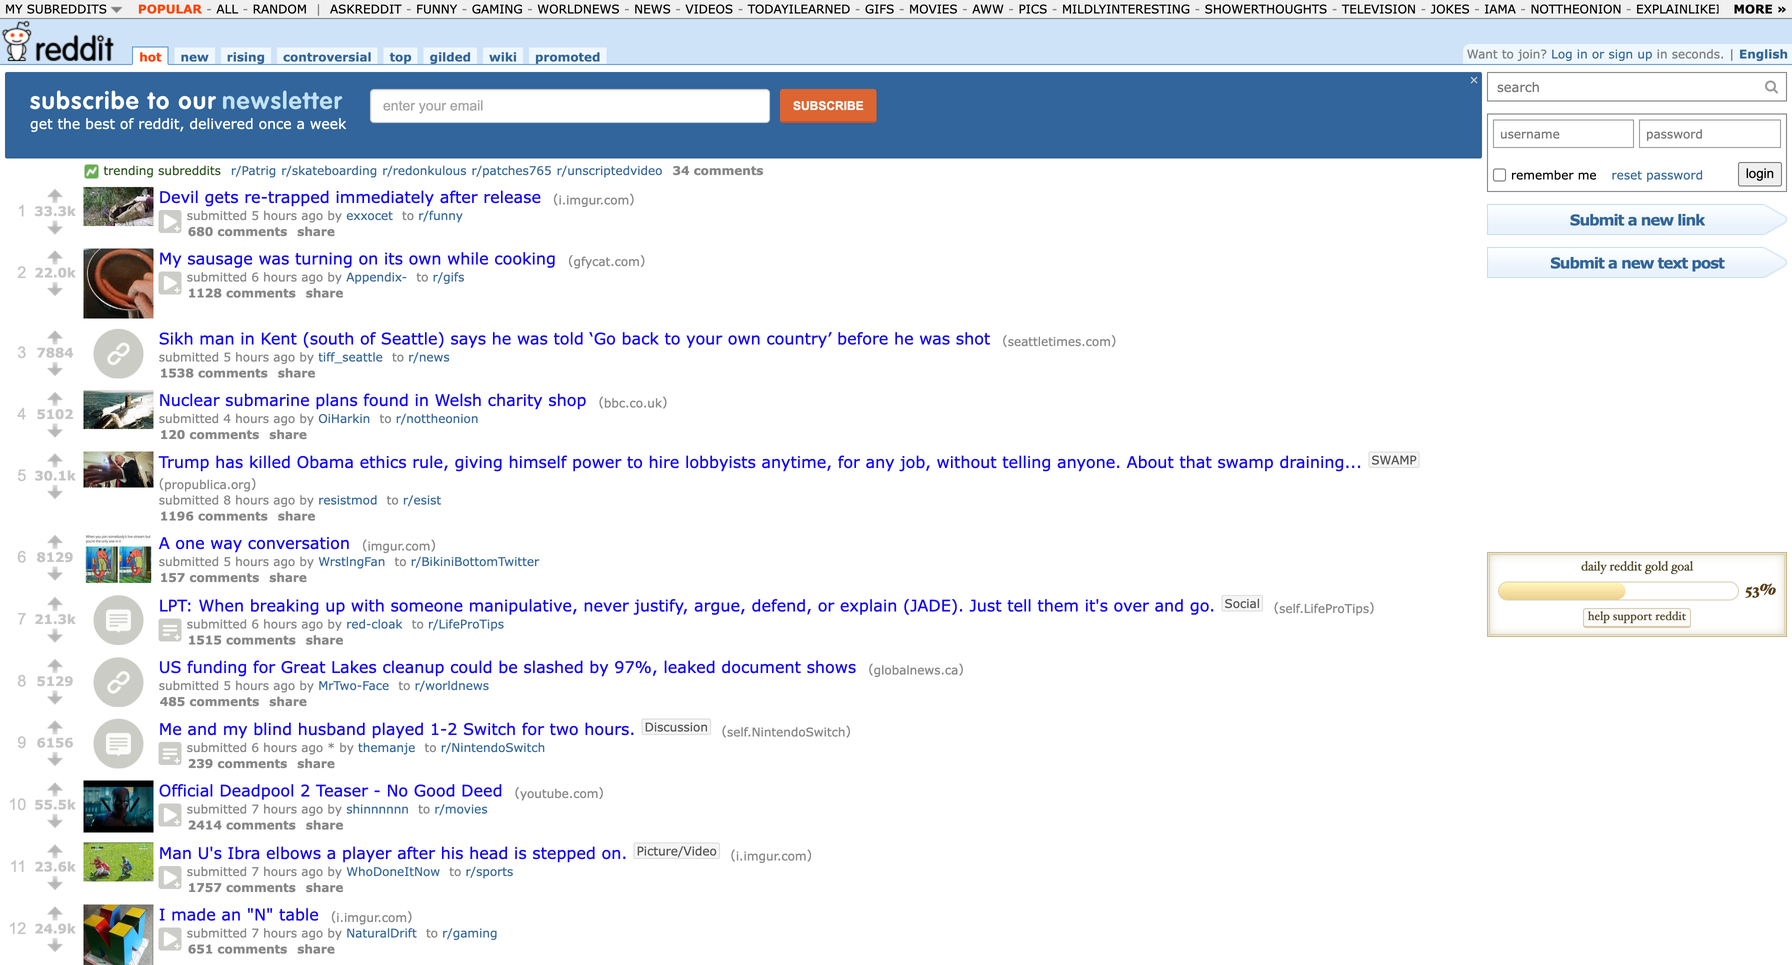 MY SUBREDDITS POPULAR - ALL - RANDOM | ASKREDDIT - FUNNY - GAMING - WORLDNEWS - NEWS - VIDEOS - TODAYILEARNED - GIFS - MOVIES - AWW - PICS - MILDLYINTERESTING - SHOWERTHOUGHTS - TELEVISION - JOKES - IAMA - NOTTHEONION - EXPLAINLIKEI MORE »
reddit hot new rising controversial top gilded wiki promoted
Want to join? Log in or sign up in seconds. | English
subscribe to our newsletter
get the best of reddit, delivered once a week
enter your email
SUBSCRIBE
×
search
username password
remember me reset password login
Submit a new link
Submit a new text post
trending subreddits r/Patrig r/skateboarding r/redonkulous r/patches765 r/unscriptedvideo 34 comments
1 33.3k
Devil gets re-trapped immediately after release (i.imgur.com)
submitted 5 hours ago by exxocet to r/funny
680 comments share
2 22.0k
My sausage was turning on its own while cooking (gfycat.com)
submitted 6 hours ago by Appendix- to r/gifs
1128 comments share
3 7884
Sikh man in Kent (south of Seattle) says he was told ‘Go back to your own country’ before he was shot (seattletimes.com)
submitted 5 hours ago by tiff_seattle to r/news
1538 comments share
4 5102
Nuclear submarine plans found in Welsh charity shop (bbc.co.uk)
submitted 4 hours ago by OiHarkin to r/nottheonion
120 comments share
5 30.1k
Trump has killed Obama ethics rule, giving himself power to hire lobbyists anytime, for any job, without telling anyone. About that swamp draining... SWAMP
(propublica.org)
submitted 8 hours ago by resistmod to r/esist
1196 comments share
6 8129
A one way conversation (imgur.com)
submitted 5 hours ago by WrstlngFan to r/BikiniBottomTwitter
157 comments share
7 21.3k
LPT: When breaking up with someone manipulative, never justify, argue, defend, or explain (JADE). Just tell them it's over and go. Social (self.LifeProTips)
submitted 6 hours ago by red-cloak to r/LifeProTips
1515 comments share
8 5129
US funding for Great Lakes cleanup could be slashed by 97%, leaked document shows (globalnews.ca)
submitted 5 hours ago by MrTwo-Face to r/worldnews
485 comments share
9 6156
Me and my blind husband played 1-2 Switch for two hours. Discussion (self.NintendoSwitch)
submitted 6 hours ago * by themanje to r/NintendoSwitch
239 comments share
10 55.5k
Official Deadpool 2 Teaser - No Good Deed (youtube.com)
submitted 7 hours ago by shinnnnnn to r/movies
2414 comments share
11 23.6k
Man U's Ibra elbows a player after his head is stepped on. Picture/Video (i.imgur.com)
submitted 7 hours ago by WhoDoneItNow to r/sports
1757 comments share
12 24.9k
I made an "N" table (i.imgur.com)
submitted 7 hours ago by NaturalDrift to r/gaming
651 comments share
daily reddit gold goal
53%
help support reddit